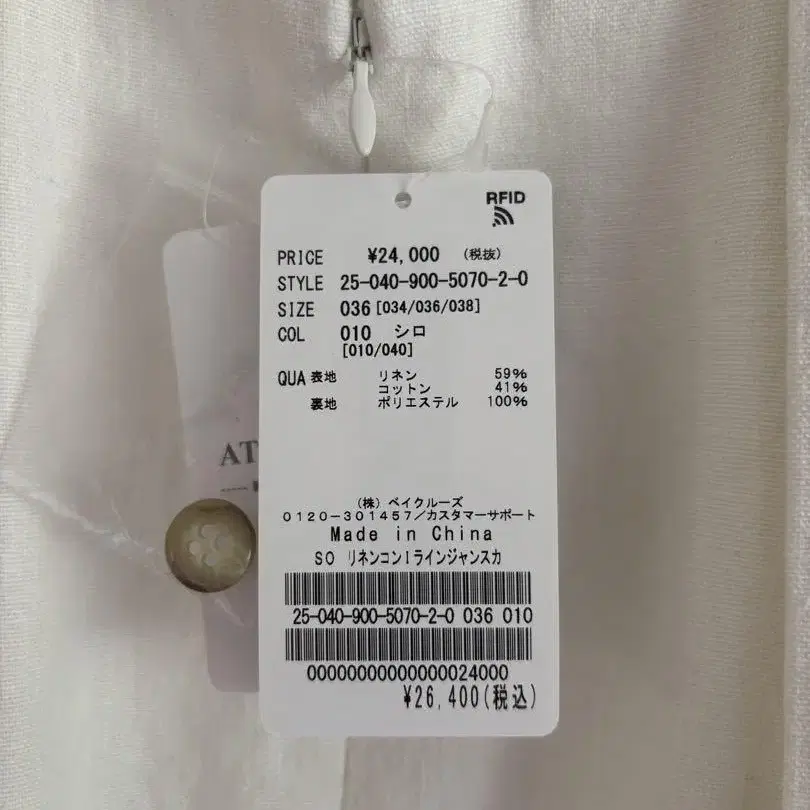 RFID
PRICE ¥24,000 (税抜)
STYLE 25-040-900-5070-2-0
SIZE 036 [034/036/038]
COL 010 シロ
[010/040]
QUA 表地 リネン 59%
コットン 41%
裏地 ポリエステル 100%
(株) ベイクルーズ
0120-301457/カスタマーサポート
Made in China
SO リネンコンIラインジャンスカ
25-040-900-5070-2-0 036 010
00000000000000024000
¥26,400(税込)
AT